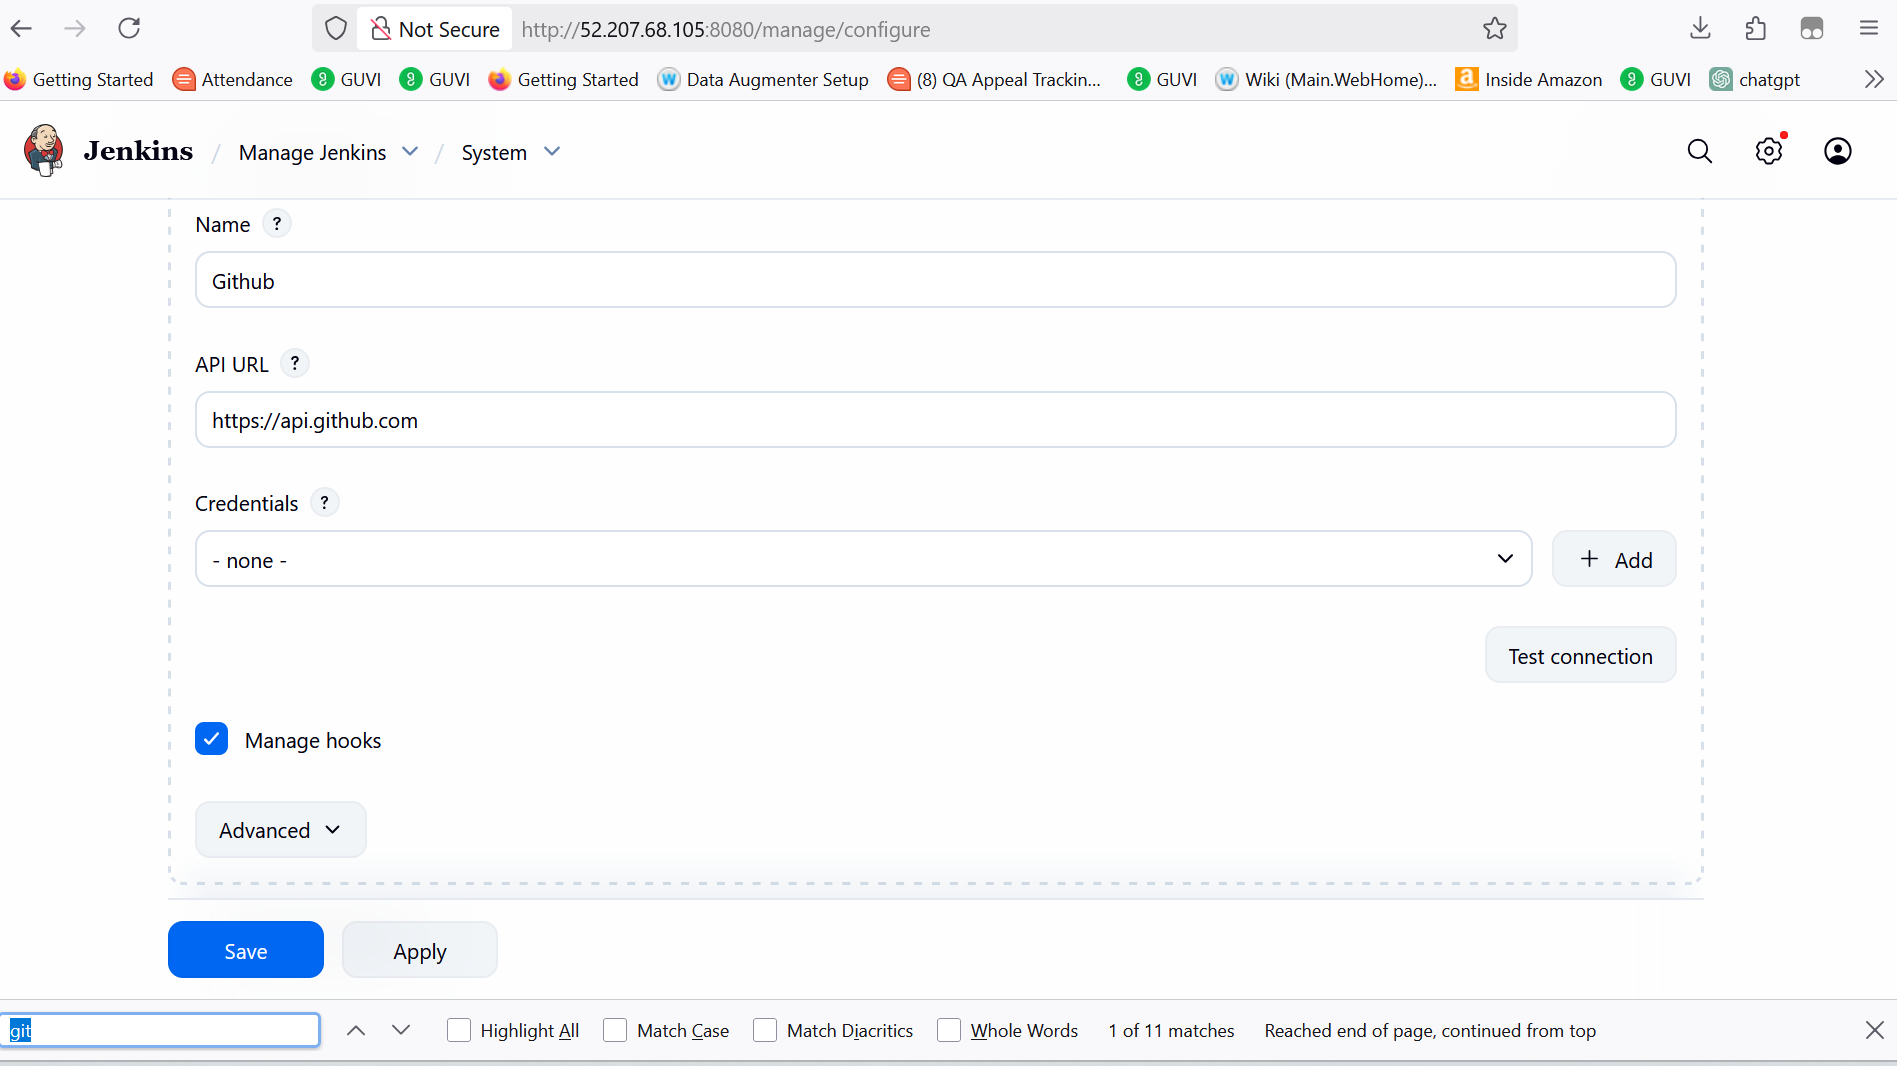 Not Secure http://52.207.68.105:8080/manage/configure
Getting Started Attendance GUVI GUVI Getting Started Data Augmenter Setup (8) QA Appeal Trackin... GUVI Wiki (Main.WebHome)... Inside Amazon GUVI chatgpt
Jenkins / Manage Jenkins / System
Name ?
Github
API URL ?
https://api.github.com
Credentials ?
- none -
+ Add
Test connection
Manage hooks
Advanced
Save Apply
git Highlight All Match Case Match Diacritics Whole Words 1 of 11 matches Reached end of page, continued from top